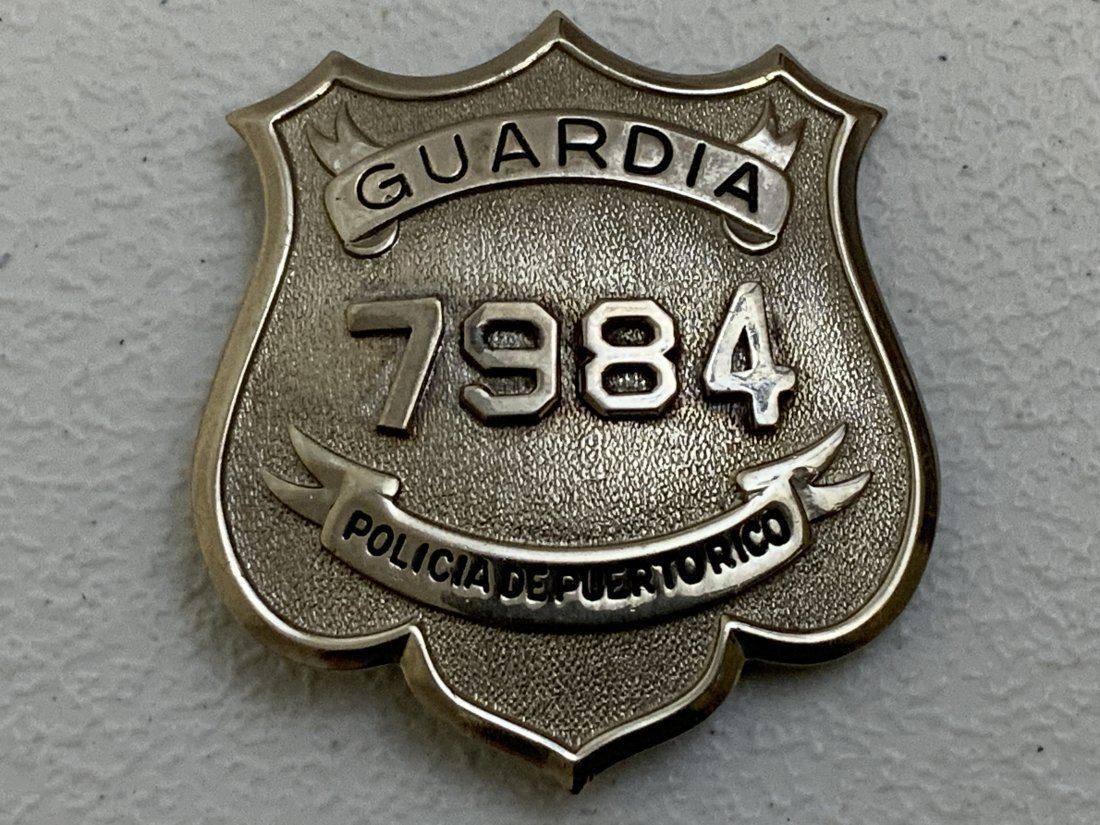 GUARDIA
7984
POLICIA DE PUERTO RICO